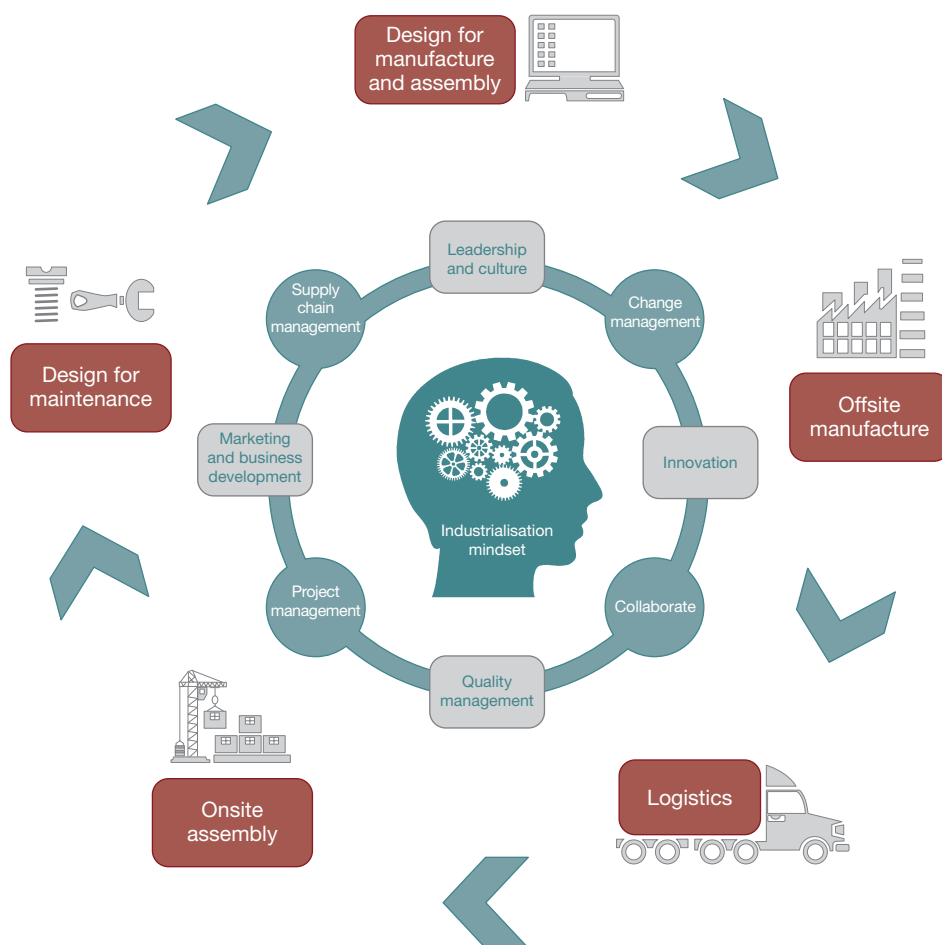 Design for
manufacture
and assembly
Leadership
and culture
Supply
chain
management
Change
management
Design for
maintenance
Offsite
manufacture
Marketing
and business
development
Innovation
Industrialisation
mindset
Project
management
Collaborate
Quality
management
Onsite
assembly
Logistics